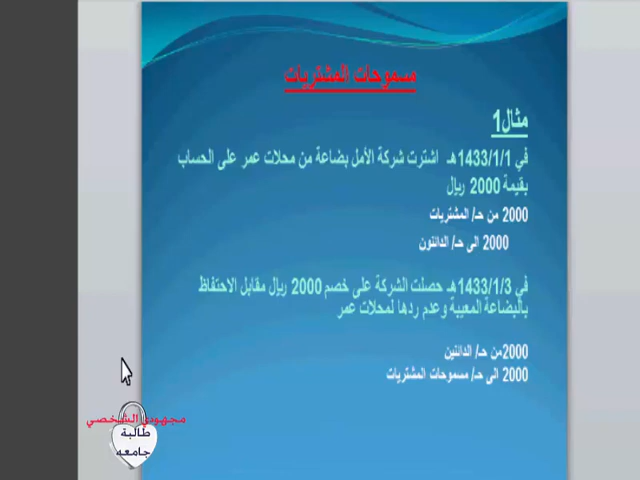 مسموحات المشتريات
مثال1
في 1433/1/1هـ اشترت شركة الأمل بضاعة من محلات عمر على الحساب
بقيمة 2000 ريال
2000 من حـ/ المشتريات
2000 الى حـ/ الدائنون
في 1433/1/3هـ حصلت الشركة على خصم 2000 ريال مقابل الاحتفاظ
بالبضاعة المعيبة وعدم ردها لمحلات عمر
2000من حـ/ الدائنين
2000 الى حـ/ مسموحات المشتريات
مجهودي الشخصي
طالبة
جامعه